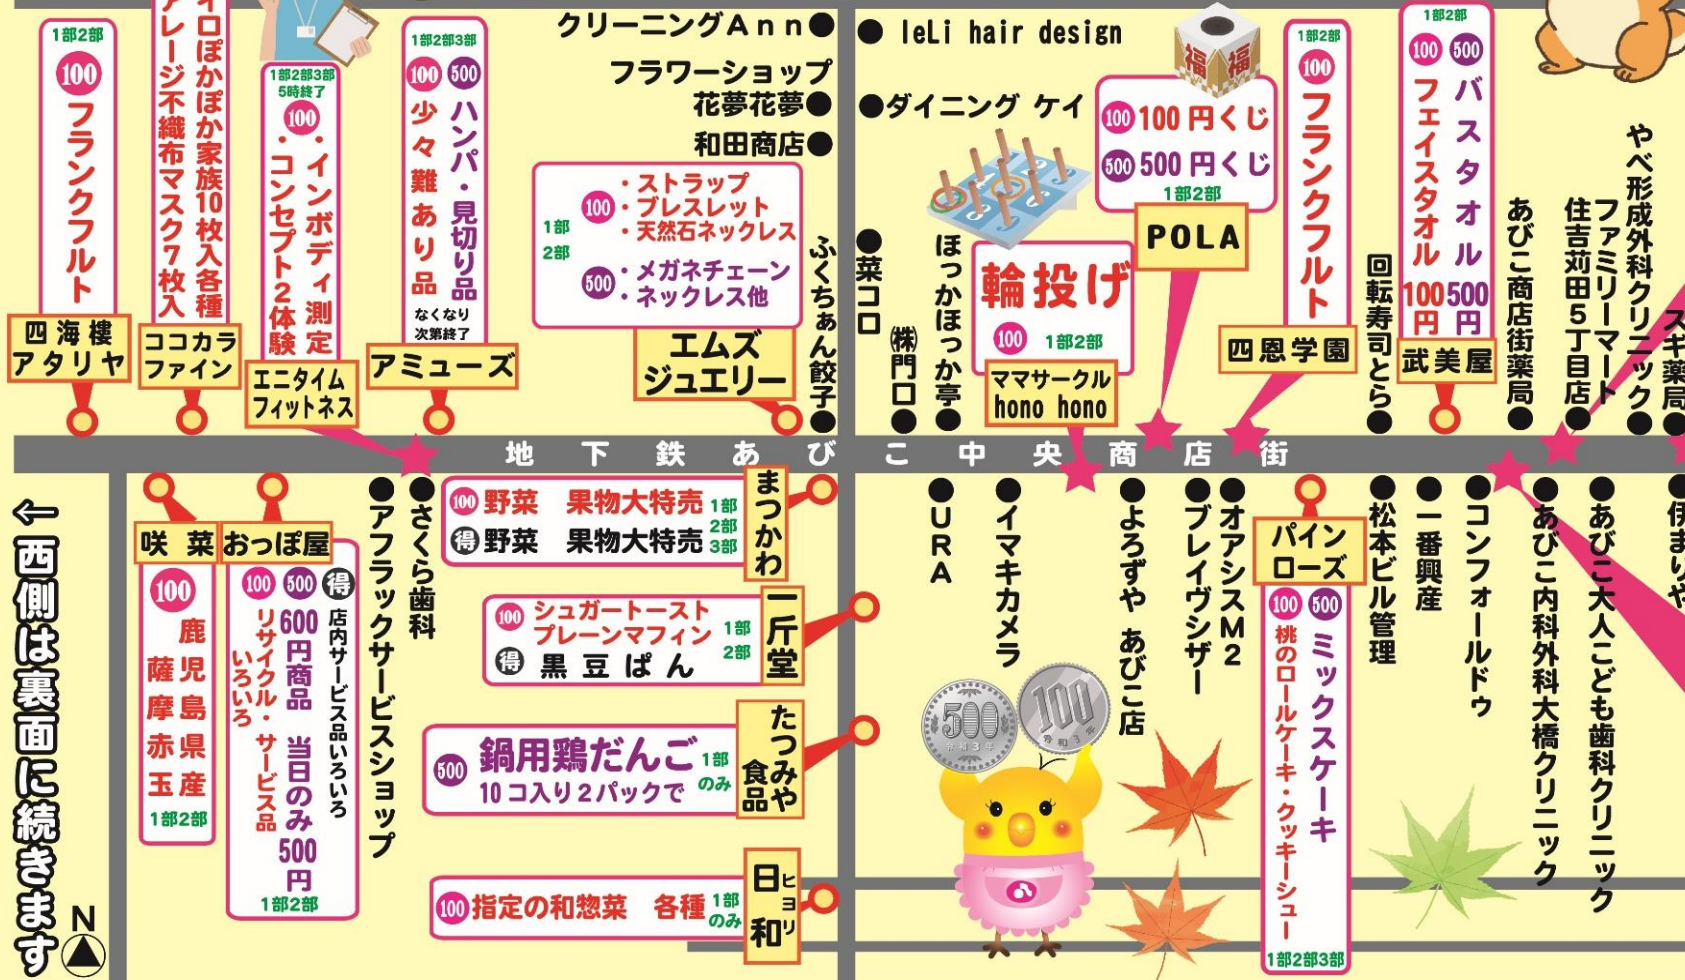 1部2部
100
フランクフルト
四海樓
アタリヤ
イロぽかぽか家族10枚入各種
アレージ不織布マスク7枚入
ココカラ
ファイン
1部2部3部
5時終了
100
・インボディ測定
・コンセプト2体験
エニタイム
フィットネス
1部2部3部
100 500
ハンパ・見切り品
少々難あり品
なくなり
次第終了
アミューズ
クリーニングAnn
フラワーショップ
花夢花夢
和田商店
1部
2部
100
・ストラップ
・ブレスレット
・天然石ネックレス
500
・メガネチェーン
・ネックレス他
エムズ
ジュエリー
ふくちぁん餃子
leLi hair design
ダイニング ケイ
菜コロ
㈱門口
ほっかほっか亭
輪投げ
100 1部2部
ママサークル
hono hono
福 福
100 100円くじ
500 500円くじ
1部2部
POLA
1部2部
100
フランクフルト
四恩学園
回転寿司とら
1部2部
100 500
バスタオル500円
フェイスタオル100円
武美屋
あびこ商店街薬局
ファミリーマート
住吉苅田5丁目店
やべ形成外科クリニック
スギ薬局
地下鉄あびこ中央商店街
←西側は裏面に続きます
N
咲菜
100
鹿児島県産
薩摩赤玉
1部2部
おっぽ屋
100 500 得
店内サービス品いろいろ
600円商品 当日のみ500円
リサイクル・サービス品
いろいろ
1部2部
アフラックサービスショップ
さくら歯科
100 野菜 果物大特売 1部
2部
得 野菜 果物大特売 3部
まつかわ
100 シュガートースト
プレーンマフィン
得 黒豆ぱん
1部
2部
一斤堂
500 鍋用鶏だんご
10コ入り2パックで
1部
のみ
たつみや
食品
100 指定の和惣菜 各種
1部
のみ
日和
ヒヨリ
URA
イマキカメラ
よろずや あびこ店
ブレイヴシザー
オアシスM2
500
令和3年
100
令和3年
パイン
ローズ
100 500
ミックスケーキ
桃のロールケーキ・クッキーシュー
1部2部3部
松本ビル管理
一番興産
コンフォールドゥ
あびこ内科外科大橋クリニック
あびこ大人こども歯科クリニック
伊まりや